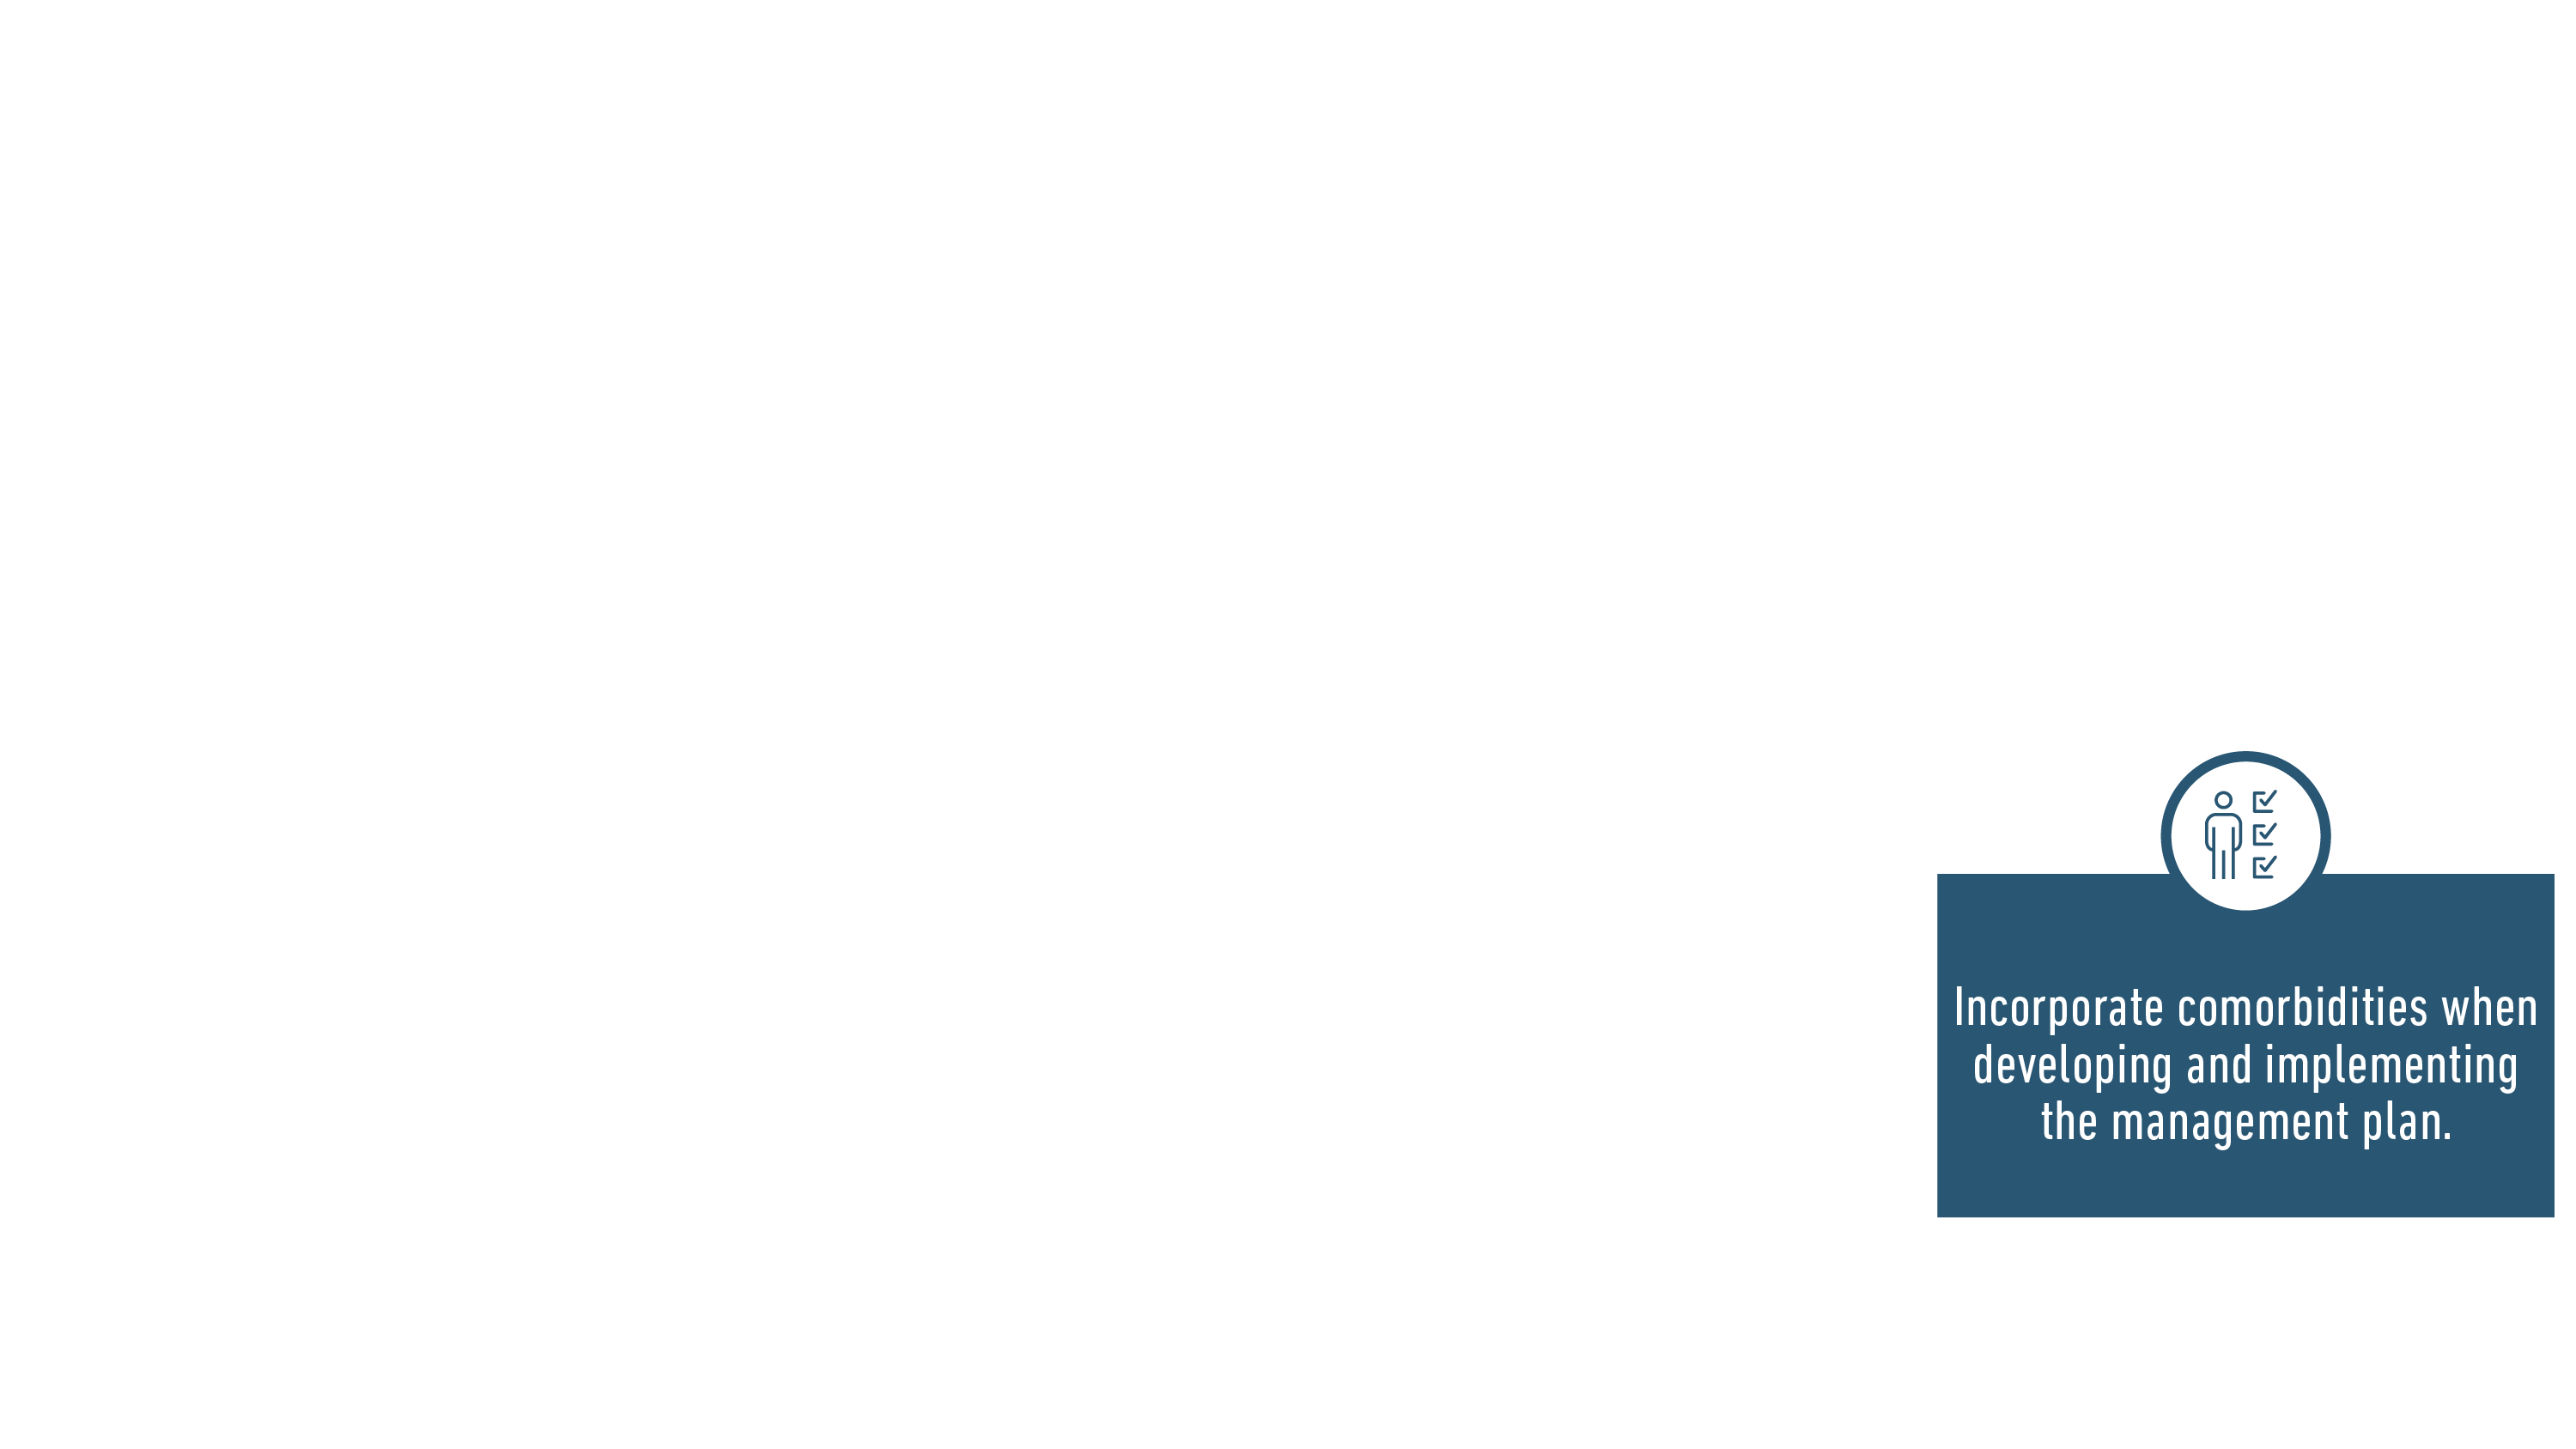 Incorporate comorbidities when
developing and implementing
the management plan.